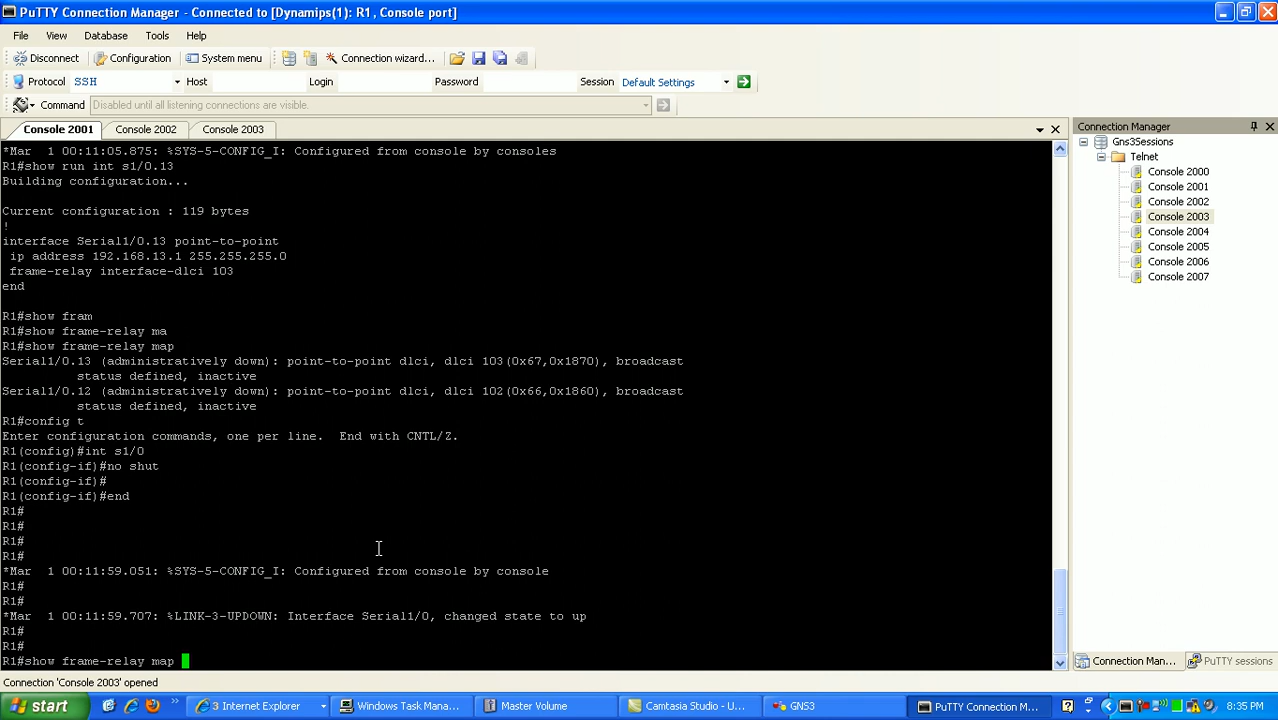 PuTTY Connection Manager - Connected to [Dynamips(1): R1, Console port]
File View Database Tools Help
Disconnect Configuration System menu Connection wizard...
Protocol SSH Host Login Password Session Default Settings
Command Disabled until all listening connections are visible.
Console 2001 Console 2002 Console 2003
*Mar  1 00:11:05.875: %SYS-5-CONFIG_I: Configured from console by consoles
R1#show run int s1/0.13
Building configuration...
Current configuration : 119 bytes
!
interface Serial1/0.13 point-to-point
 ip address 192.168.13.1 255.255.255.0
 frame-relay interface-dlci 103
end
R1#show fram
R1#show frame-relay ma
R1#show frame-relay map
Serial1/0.13 (administratively down): point-to-point dlci, dlci 103(0x67,0x1870), broadcast
          status defined, inactive
Serial1/0.12 (administratively down): point-to-point dlci, dlci 102(0x66,0x1860), broadcast
          status defined, inactive
R1#config t
Enter configuration commands, one per line.  End with CNTL/Z.
R1(config)#int s1/0
R1(config-if)#no shut
R1(config-if)#
R1(config-if)#end
R1#
R1#
R1#
R1#
*Mar  1 00:11:59.051: %SYS-5-CONFIG_I: Configured from console by console
R1#
R1#
*Mar  1 00:11:59.707: %LINK-3-UPDOWN: Interface Serial1/0, changed state to up
R1#
R1#
R1#show frame-relay map
Connection Manager
Gns3Sessions
Telnet
Console 2000
Console 2001
Console 2002
Console 2003
Console 2004
Console 2005
Console 2006
Console 2007
Connection Man... PuTTY sessions
Connection 'Console 2003' opened
start 3 Internet Explorer Windows Task Mana... Master Volume Camtasia Studio - U... GNS3 PuTTY Connection M... 8:35 PM